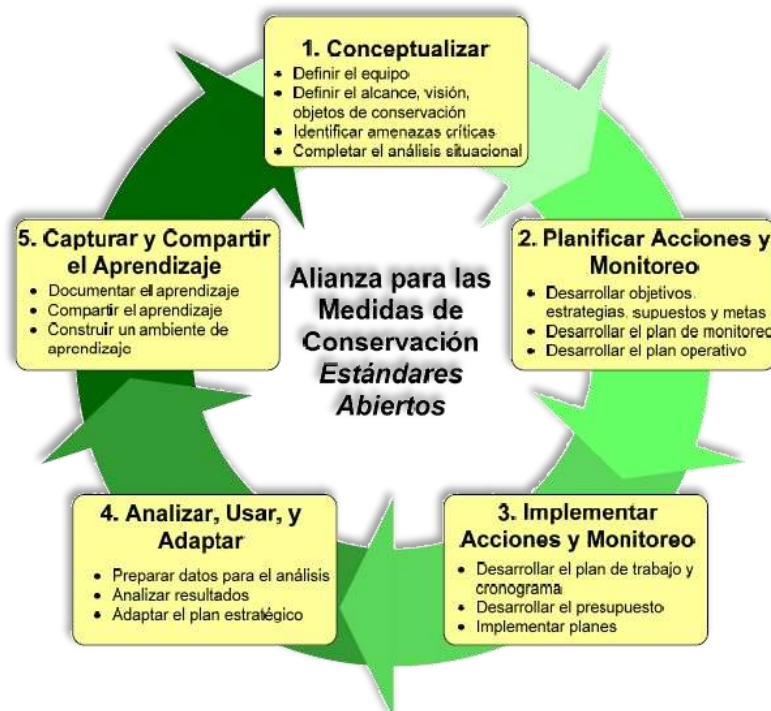 1. Conceptualizar
• Definir el equipo
• Definir el alcance, visión,
objetos de conservación
• Identificar amenazas críticas
• Completar el análisis situacional
2. Planificar Acciones y
Monitoreo
• Desarrollar objetivos,
estrategias, supuestos y metas
• Desarrollar el plan de monitoreo
• Desarrollar el plan operativo
3. Implementar
Acciones y Monitoreo
• Desarrollar el plan de trabajo y
cronograma
• Desarrollar el presupuesto
• Implementar planes
4. Analizar, Usar, y
Adaptar
• Preparar datos para el análisis
• Analizar resultados
• Adaptar el plan estratégico
5. Capturar y Compartir
el Aprendizaje
• Documentar el aprendizaje
• Compartir el aprendizaje
• Construir un ambiente de
aprendizaje
Alianza para las
Medidas de
Conservación
Estándares
Abiertos